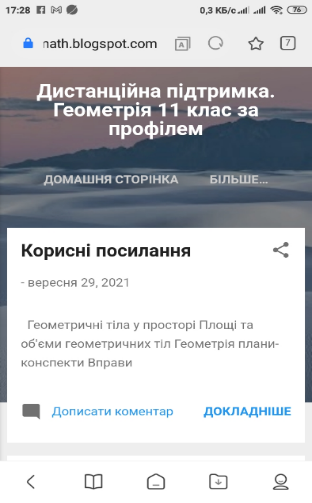 17:28
0,3 КБ/с
76
math.blogspot.com
7
Дистанційна підтримка.
Геометрія 11 клас за
профілем
ДОМАШНЯ СТОРІНКА БІЛЬШЕ...
Корисні посилання
- вересня 29, 2021
Геометричні тіла у просторі Площі та
об'єми геометричних тіл Геометрія плани-
конспекти Вправи
Дописати коментар
ДОКЛАДНІШЕ